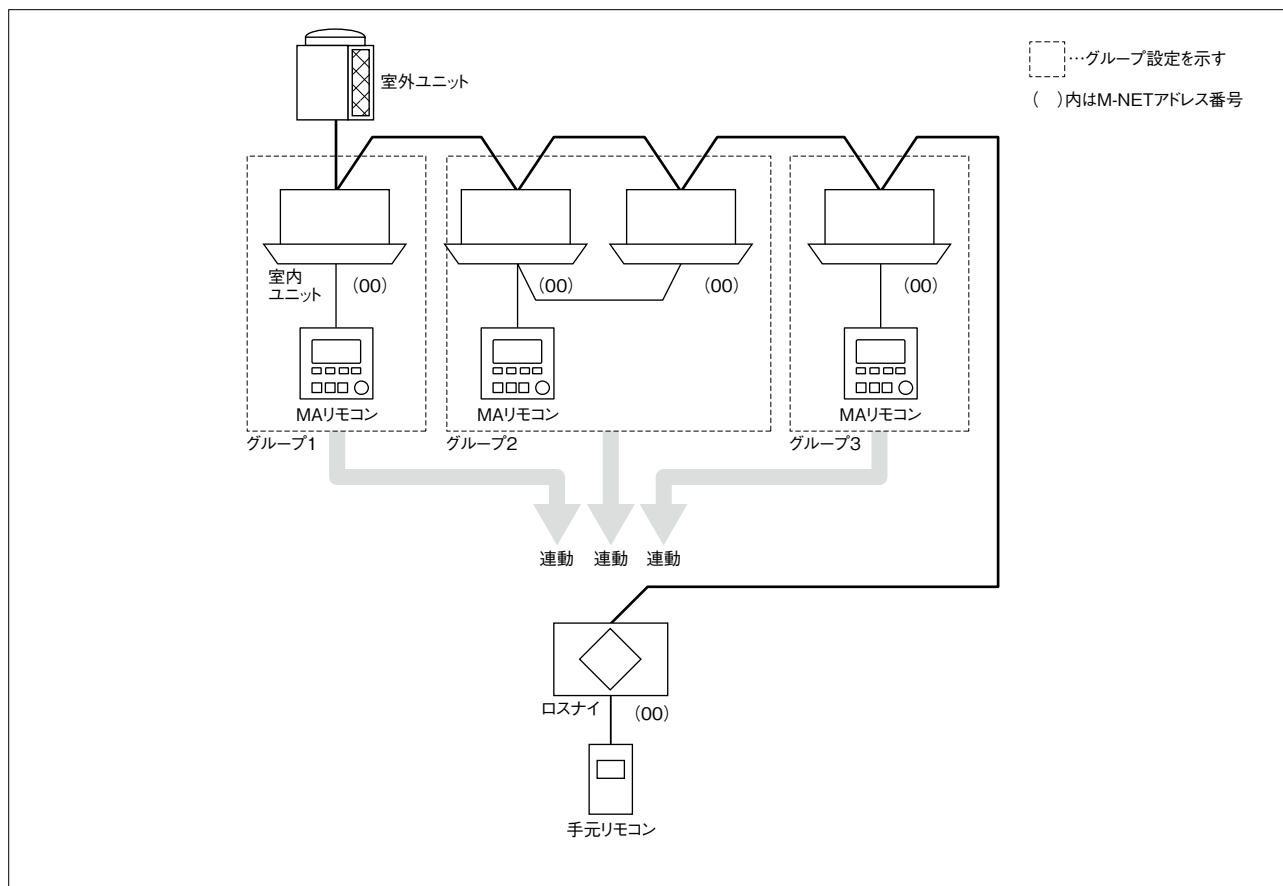 室外ユニット
…グループ設定を示す
( )内はM-NETアドレス番号
室内
ユニット
(00)
(00)
(00)
(00)
MAリモコン
MAリモコン
MAリモコン
グループ1
グループ2
グループ3
連動
連動
連動
ロスナイ
(00)
手元リモコン